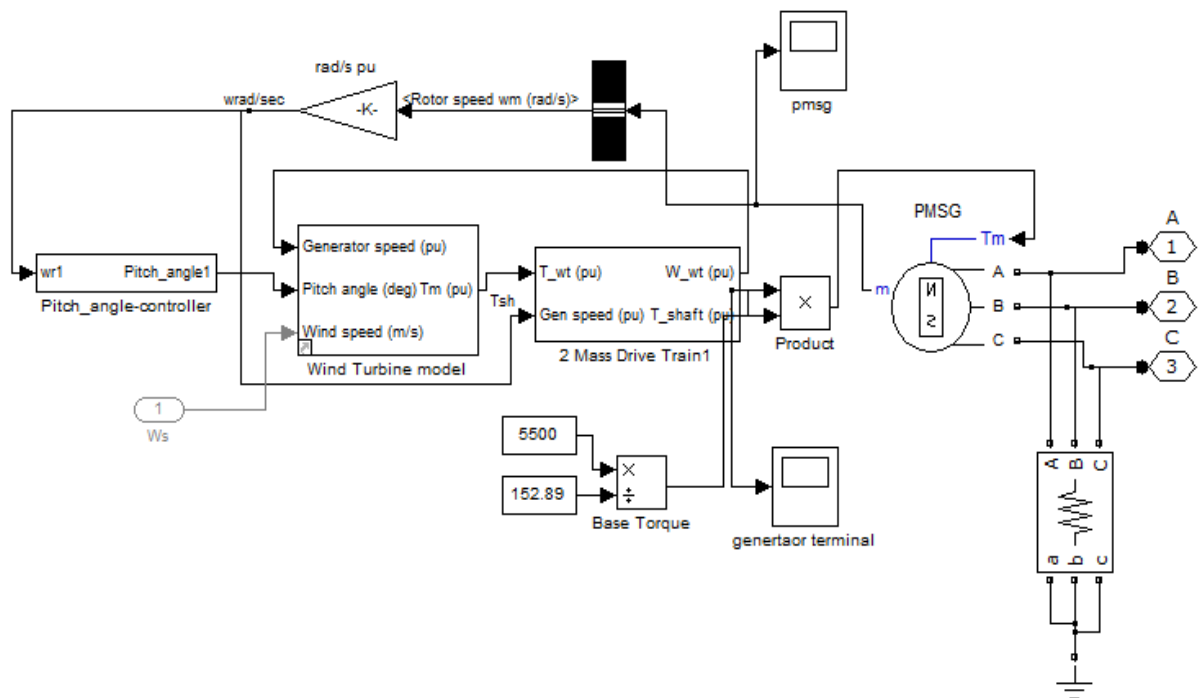 rad/s pu
wrad/sec
-K-
<Rotor speed wm (rad/s)>
pmsg
PMSG
Tm
m
A
B
C
A
1
B
2
C
3
wr1 Pitch_angle1
Pitch_angle-controller
Generator speed (pu)
Pitch angle (deg) Tm (pu)
Wind speed (m/s)
Wind Turbine model
1
Ws
Tsh
T_wt (pu) W_wt (pu)
Gen speed (pu) T_shaft (pu)
2 Mass Drive Train1
×
Product
N
S
5500
152.89
×
÷
Base Torque
genertaor terminal
A B C
a b c